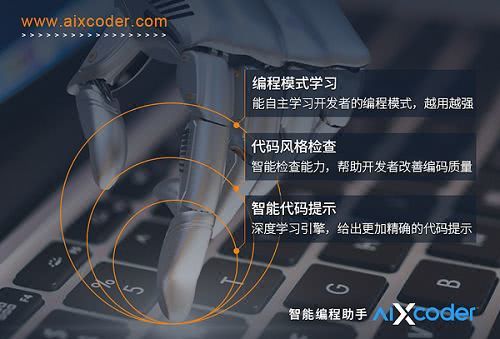 www.aixcoder.com
>>>>>>>>>>>>>>>>>>>
编程模式学习
能自主学习开发者的编程模式，越用越强
代码风格检查
智能检查能力，帮助开发者改善编码质量
智能代码提示
深度学习引擎，给出更加精确的代码提示
% 5 T G B
智能编程助手 aiXcoder